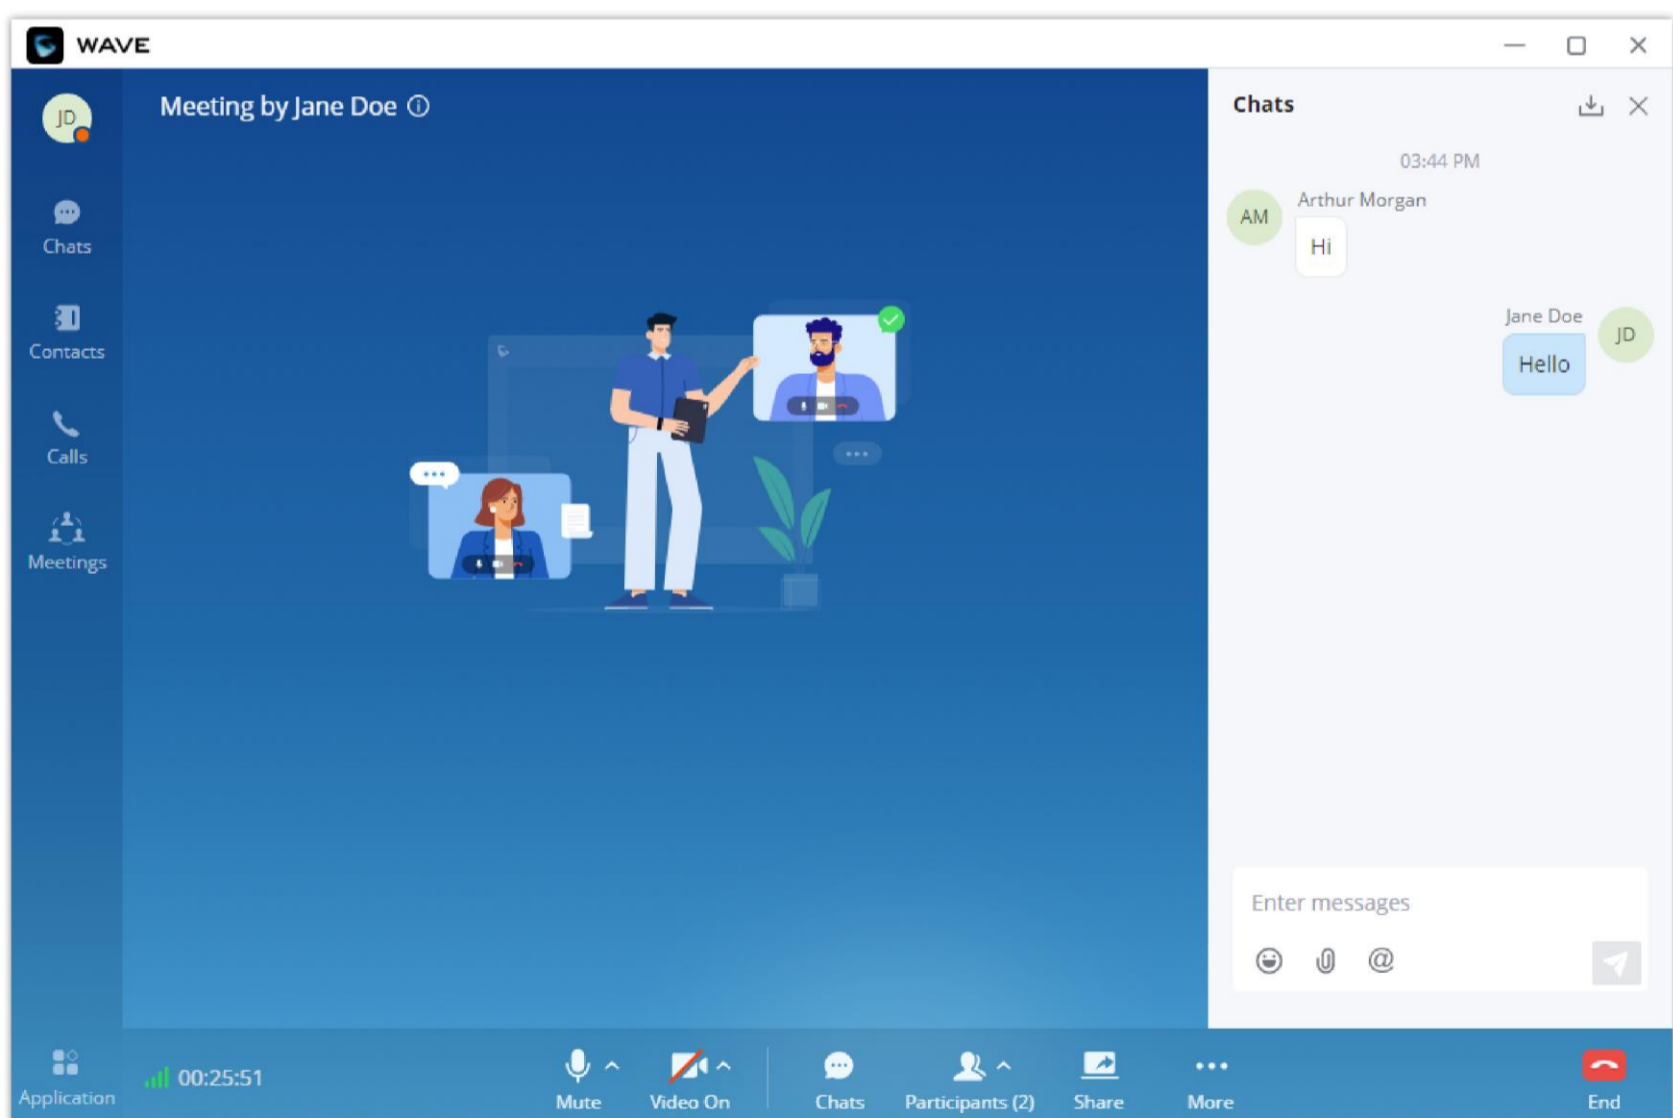 WAVE
JD
Meeting by Jane Doe
Chats
Contacts
Calls
Meetings
Application
Chats
03:44 PM
AM
Arthur Morgan
Hi
Jane Doe
JD
Hello
Enter messages
@
00:25:51
Mute
Video On
Chats
Participants (2)
Share
More
End